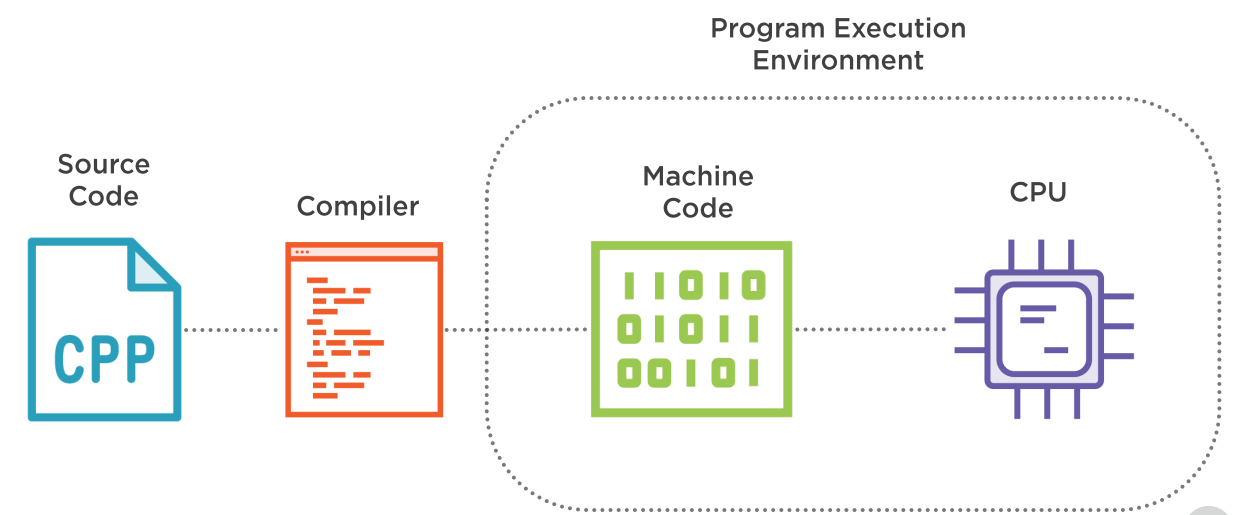 Program Execution
Environment
Source
Code
Compiler
Machine
Code
CPU
CPP
11010
01011
00101